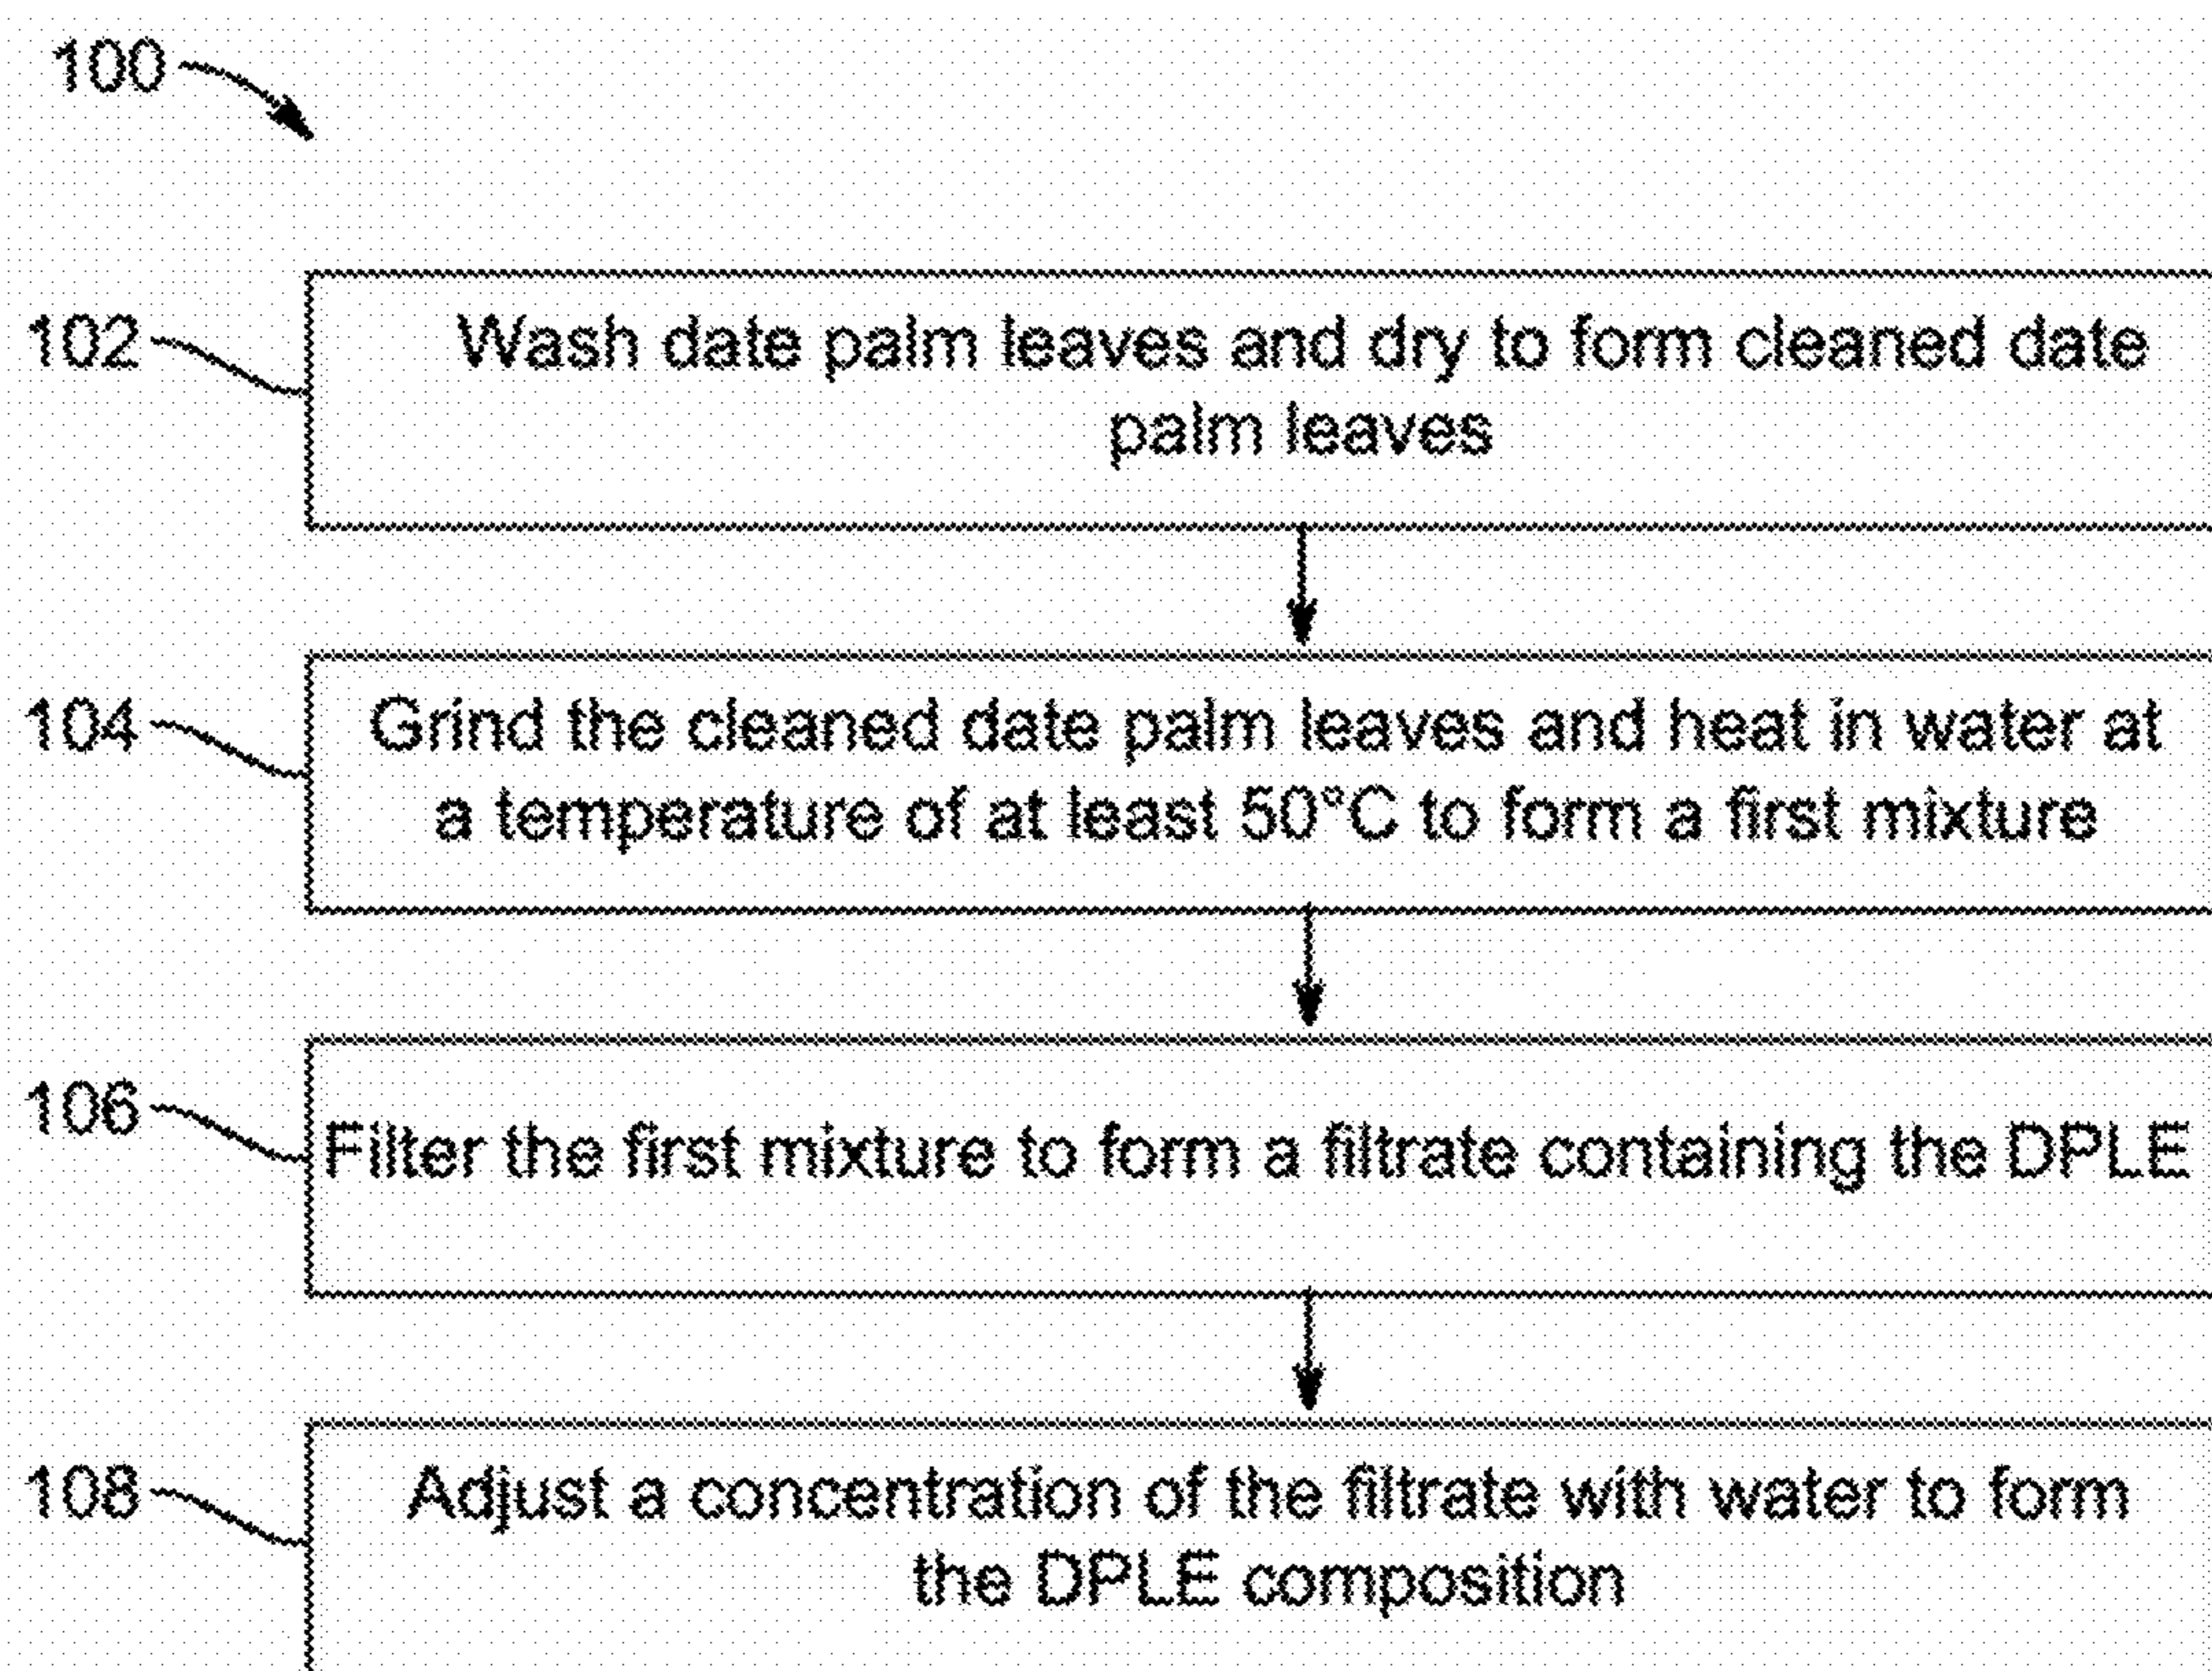 100
102
Wash date palm leaves and dry to form cleaned date
palm leaves
104
Grind the cleaned date palm leaves and heat in water at
a temperature of at least 50°C to form a first mixture
106
Filter the first mixture to form a filtrate containing the DPLE
108
Adjust a concentration of the filtrate with water to form
the DPLE composition